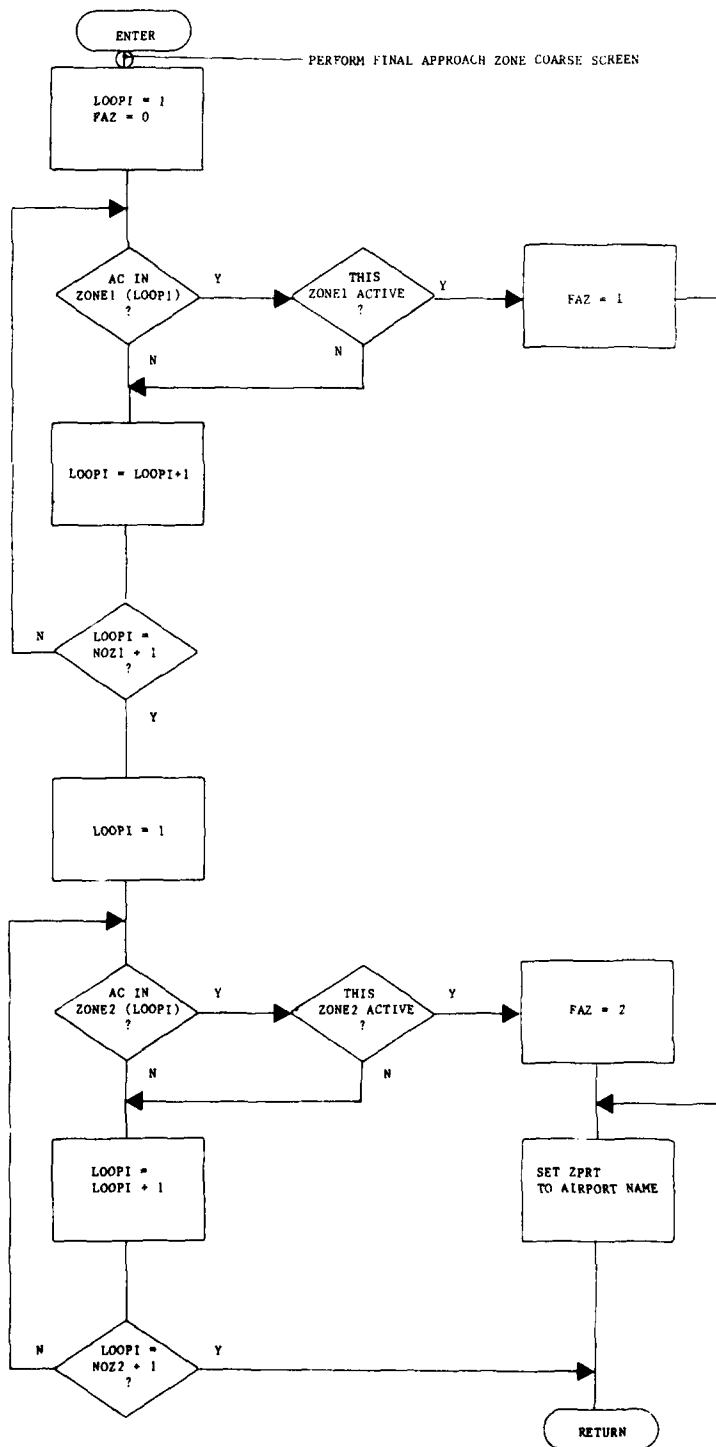 ENTER
PERFORM FINAL APPROACH ZONE COARSE SCREEN
LOOPI = 1
FAZ = 0
AC IN
ZONE1 (LOOPI)
?
Y
N
THIS
ZONE1 ACTIVE
?
Y
N
FAZ = 1
LOOPI = LOOPI+1
LOOPI =
NOZ1 + 1
?
N
Y
LOOPI = 1
AC IN
ZONE2 (LOOPI)
?
Y
N
THIS
ZONE2 ACTIVE
?
Y
N
FAZ = 2
LOOPI =
LOOPI + 1
SET ZPRT
TO AIRPORT NAME
LOOPI =
NOZ2 + 1
?
N
Y
RETURN